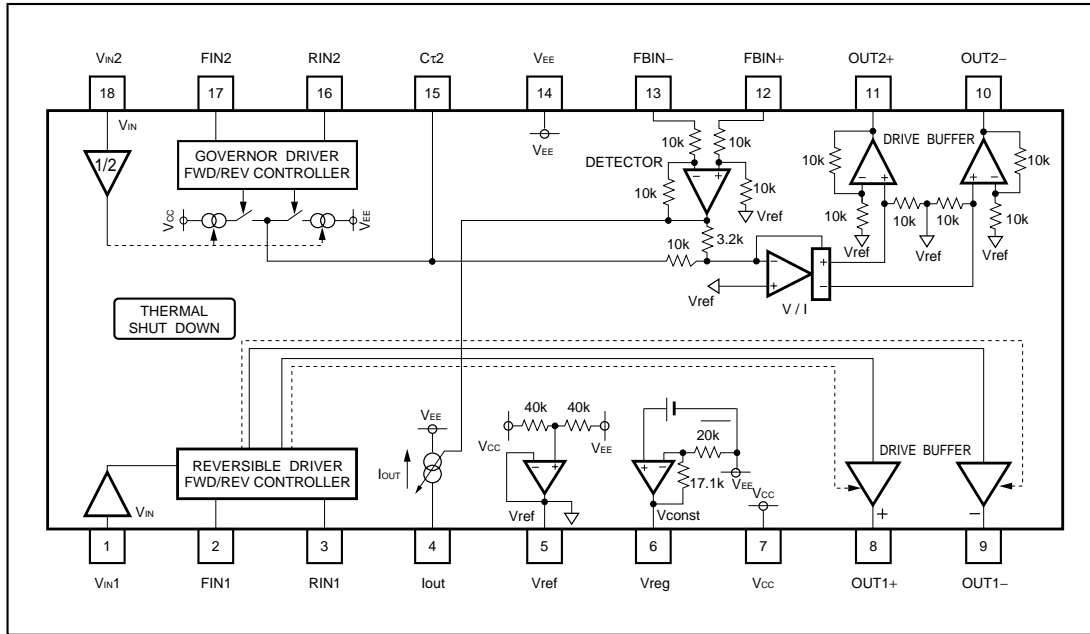 VIN2 FIN2 RIN2 Cτ2 VEE FBIN− FBIN+ OUT2+ OUT2−
18 17 16 15 14 13 12 11 10
VIN
VEE
1/2
GOVERNOR DRIVER
FWD/REV CONTROLLER
DETECTOR
10k 10k
10k 10k
Vref
DRIVE BUFFER
10k 10k
− + + −
10k 10k 10k 10k
Vref Vref Vref
VCC VEE
− +
3.2k
10k
− +
+ −
Vref
V / I
THERMAL
SHUT DOWN
VEE
IOUT
40k 40k
VCC VEE
− +
Vref
20k
+ −
17.1k
VEE
Vconst
VCC
DRIVE BUFFER
+ −
REVERSIBLE DRIVER
FWD/REV CONTROLLER
VIN
1 2 3 4 5 6 7 8 9
VIN1 FIN1 RIN1 Iout Vref Vreg VCC OUT1+ OUT1−